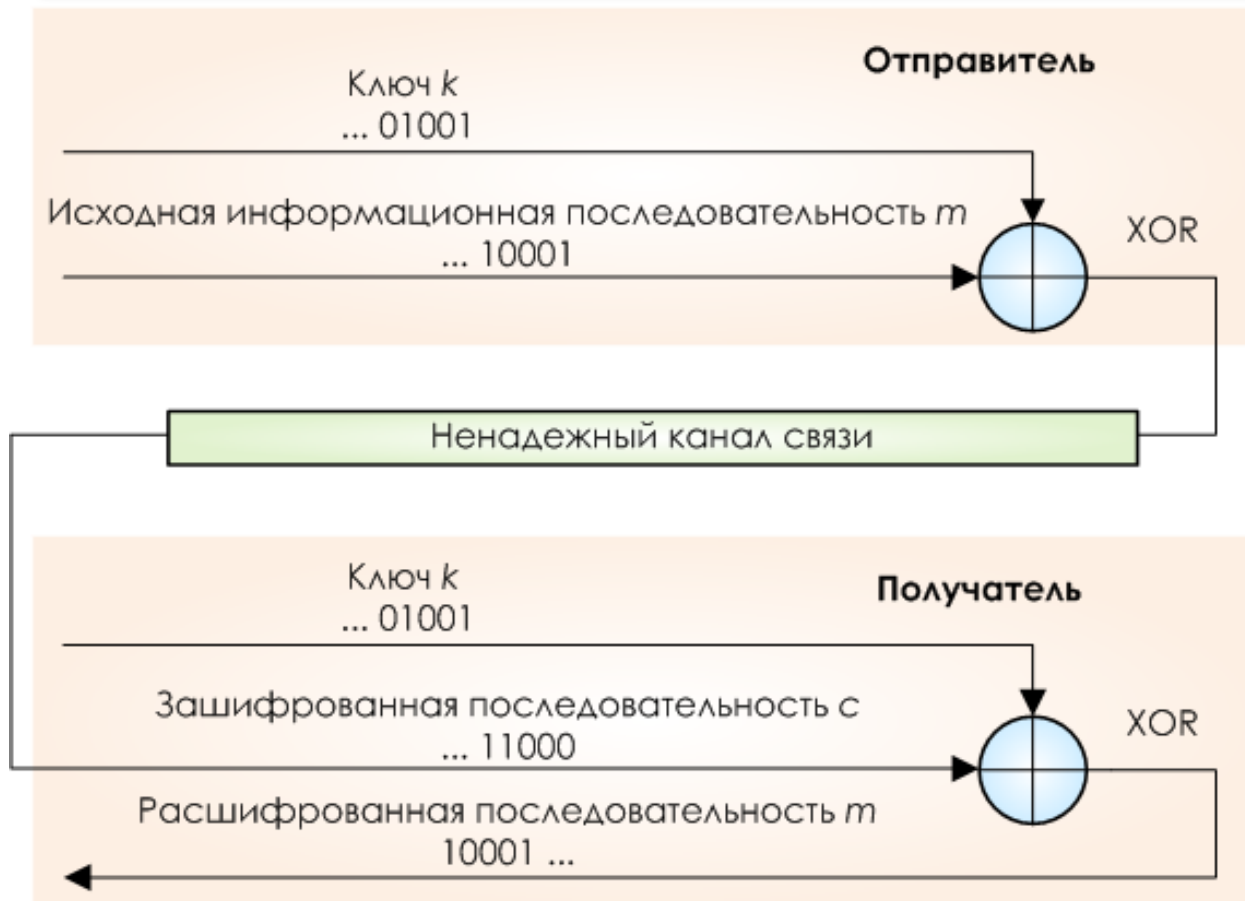 Отправитель
Ключ k
... 01001
Исходная информационная последовательность m
... 10001
XOR
Ненадежный канал связи
Получатель
Ключ k
... 01001
Зашифрованная последовательность c
... 11000
XOR
Расшифрованная последовательность m
10001 ...